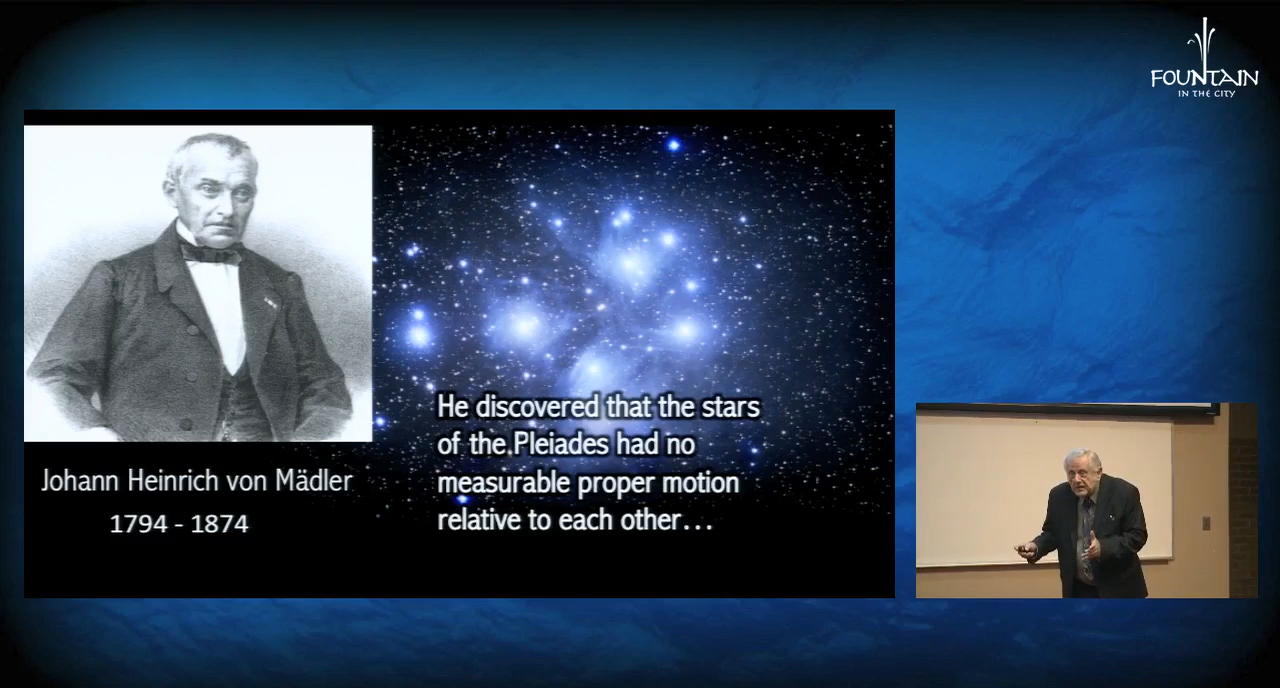 FOUNTAIN
IN THE CITY
He discovered that the stars
of the Pleiades had no
measurable proper motion
relative to each other...
Johann Heinrich von Mädler
1794 - 1874